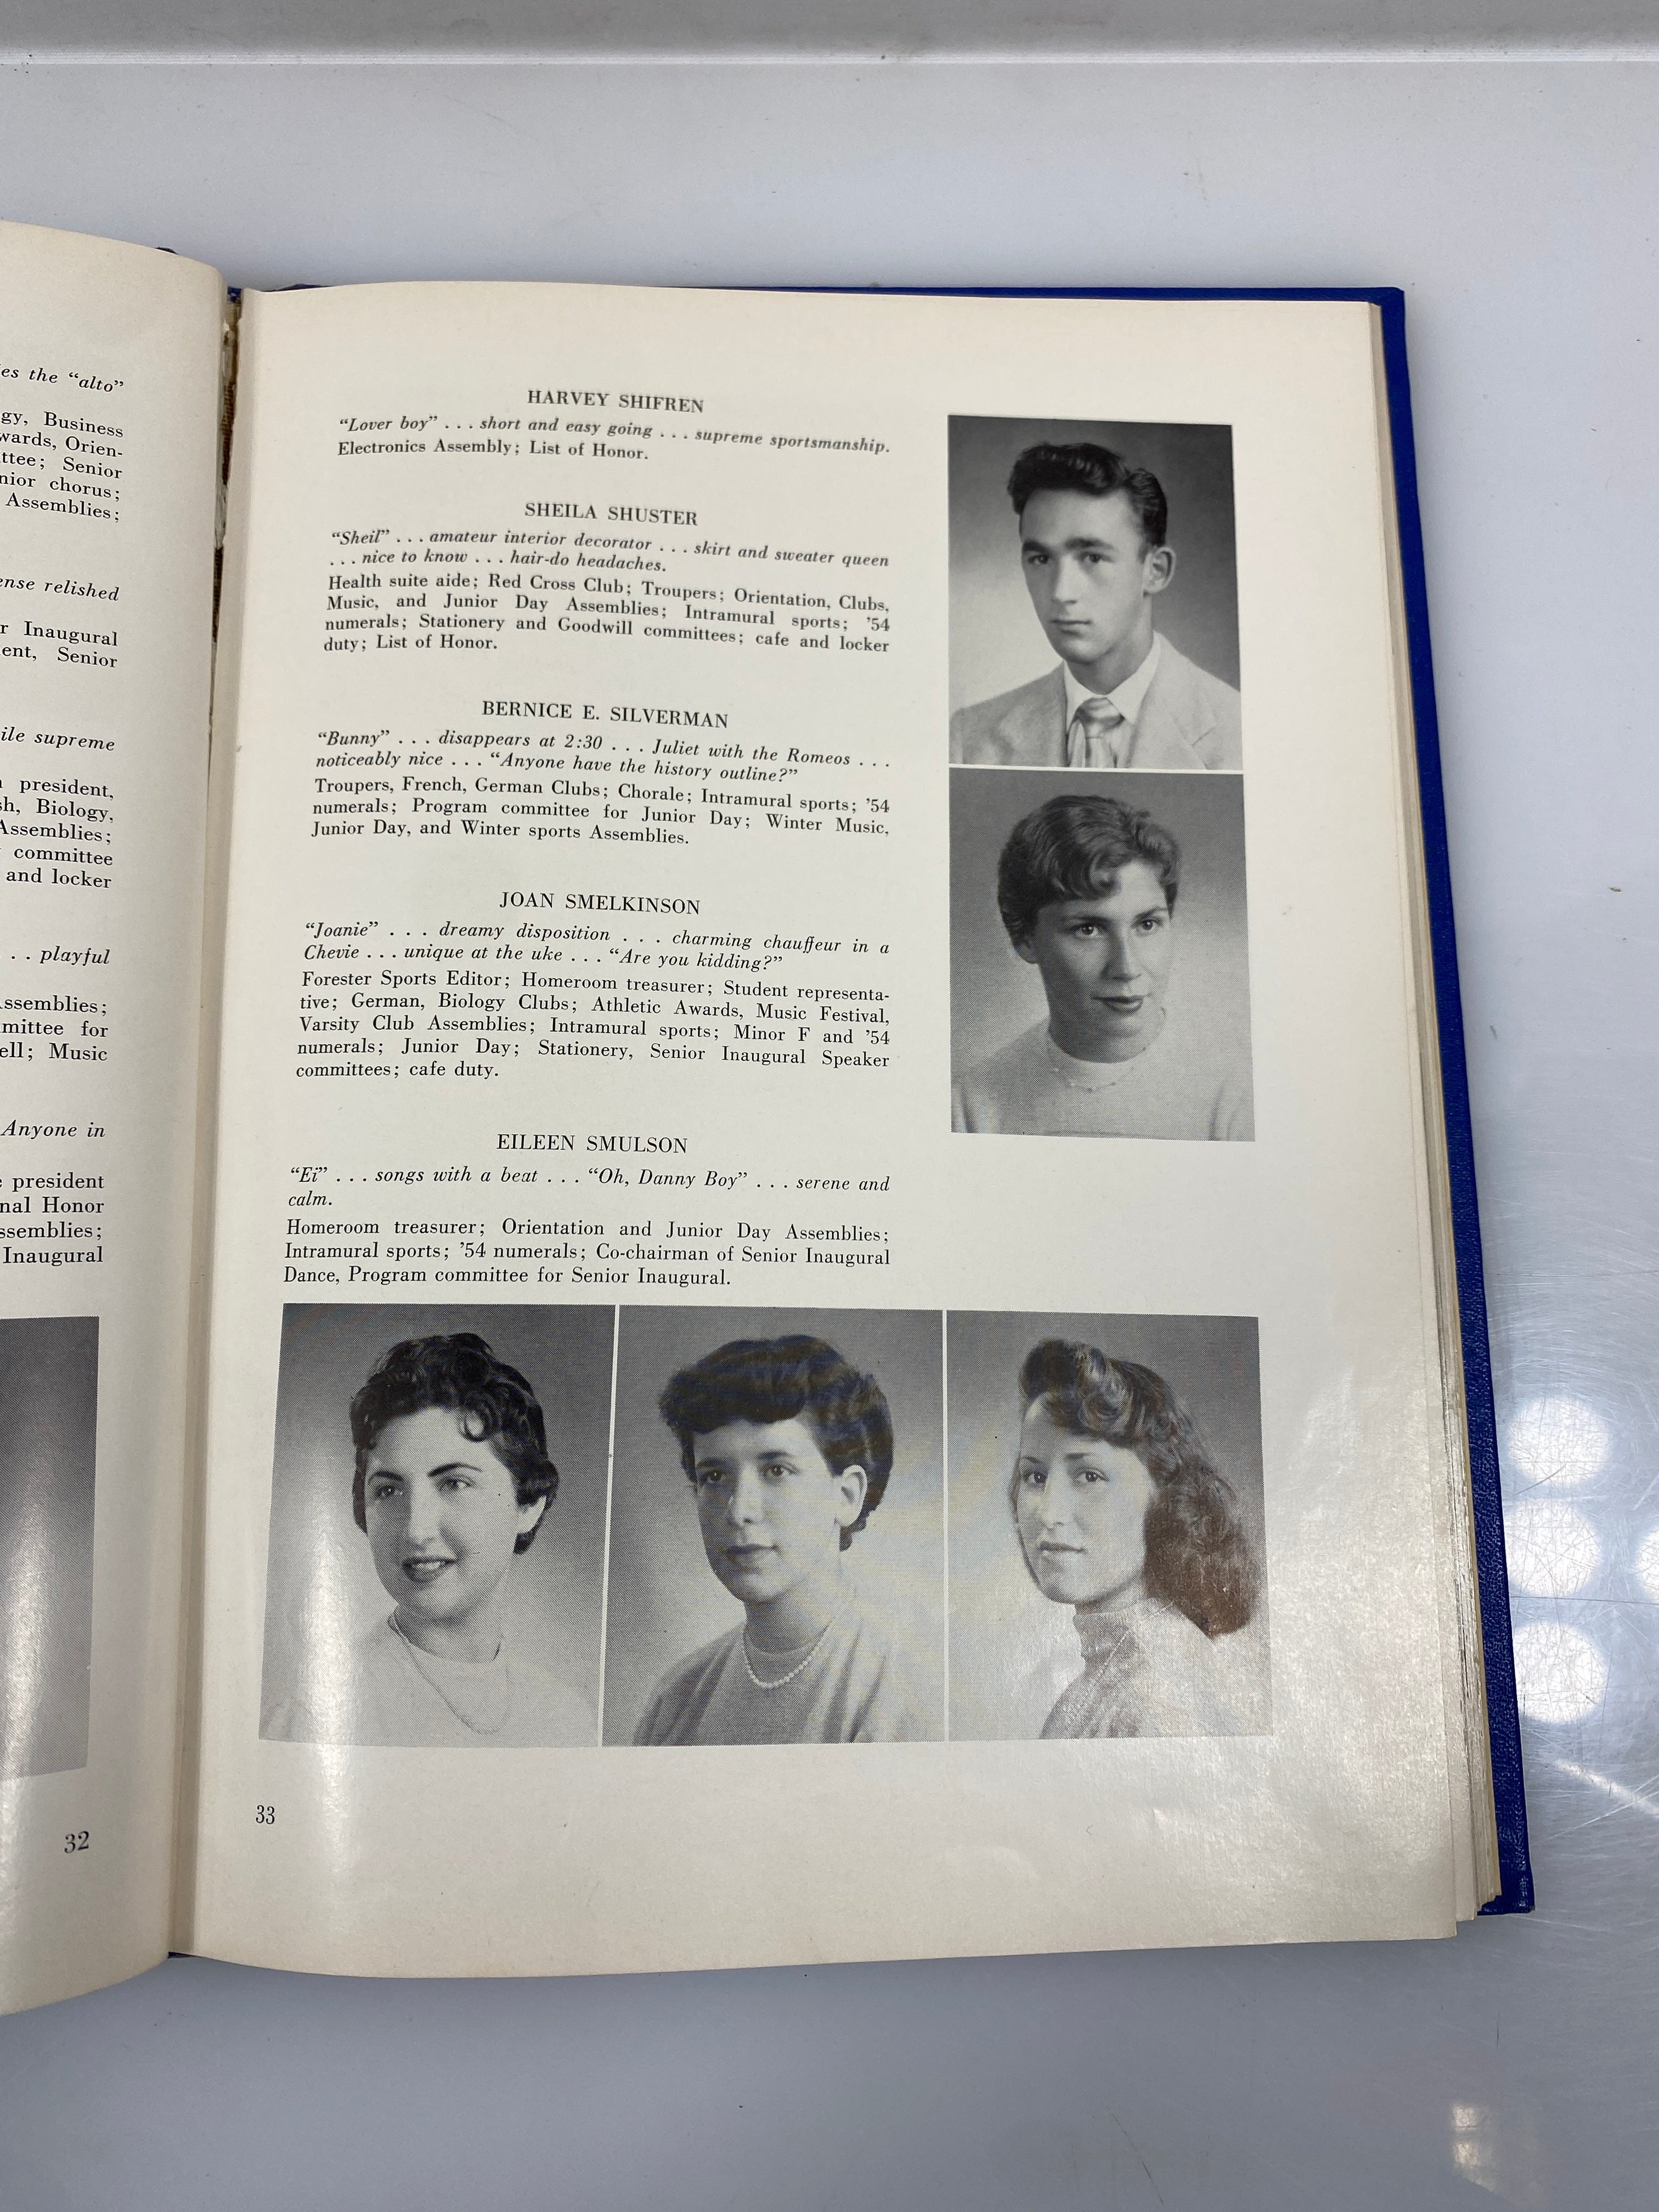 es the “alto”
gy, Business
wards, Orien-
ttee; Senior
nior chorus;
Assemblies;
ense relished
r Inaugural
ent, Senior
ile supreme
president,
sh, Biology,
Assemblies;
committee
and locker
. . playful
Assemblies;
mittee for
ell; Music
Anyone in
president
nal Honor
ssemblies;
Inaugural
32
HARVEY SHIFREN
“Lover boy” . . . short and easy going . . . supreme sportsmanship.
Electronics Assembly; List of Honor.
SHEILA SHUSTER
“Sheil” . . . amateur interior decorator . . . skirt and sweater queen
. . . nice to know . . . hair-do headaches.
Health suite aide; Red Cross Club; Troupers; Orientation, Clubs,
Music, and Junior Day Assemblies; Intramural sports; ’54
numerals; Stationery and Goodwill committees; cafe and locker
duty; List of Honor.
BERNICE E. SILVERMAN
“Bunny” . . . disappears at 2:30 . . . Juliet with the Romeos . . .
noticeably nice . . . “Anyone have the history outline?”
Troupers, French, German Clubs; Chorale; Intramural sports; ’54
numerals; Program committee for Junior Day; Winter Music,
Junior Day, and Winter sports Assemblies.
JOAN SMELKINSON
“Joanie” . . . dreamy disposition . . . charming chauffeur in a
Chevie . . . unique at the uke . . . “Are you kidding?”
Forester Sports Editor; Homeroom treasurer; Student representa-
tive; German, Biology Clubs; Athletic Awards, Music Festival,
Varsity Club Assemblies; Intramural sports; Minor F and ’54
numerals; Junior Day; Stationery, Senior Inaugural Speaker
committees; cafe duty.
EILEEN SMULSON
“Ei” . . . songs with a beat . . . “Oh, Danny Boy” . . . serene and
calm.
Homeroom treasurer; Orientation and Junior Day Assemblies;
Intramural sports; ’54 numerals; Co-chairman of Senior Inaugural
Dance, Program committee for Senior Inaugural.
33